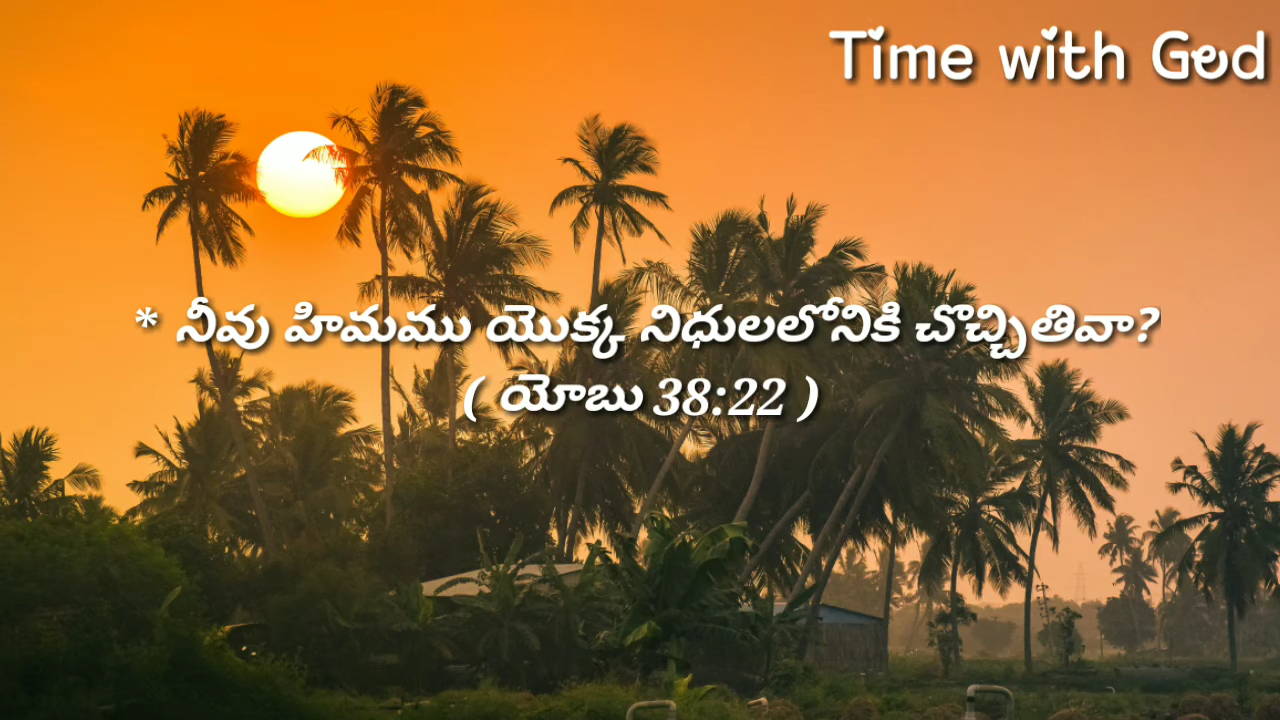 Time with God
* నీవు హిమము యొక్క నిధులలోనికి చొచ్చితివా?
( యోబు 38:22 )